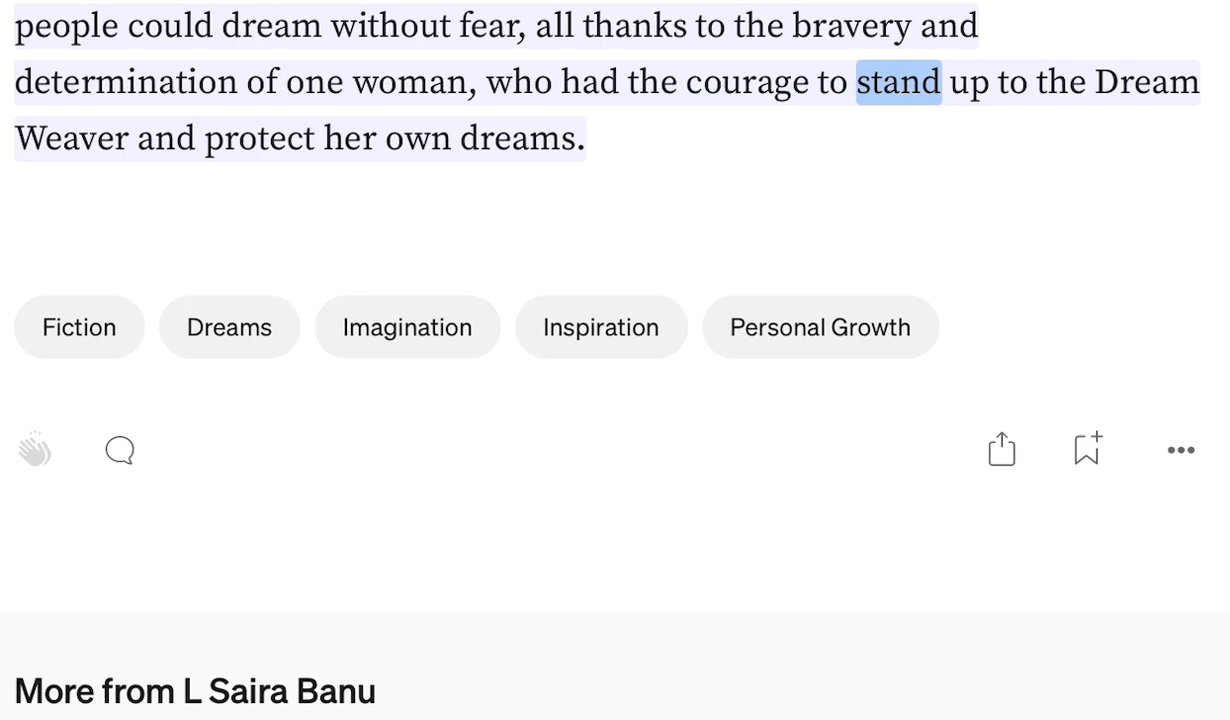 people could dream without fear, all thanks to the bravery and
determination of one woman, who had the courage to stand up to the Dream
Weaver and protect her own dreams.
Fiction Dreams Imagination Inspiration Personal Growth
More from L Saira Banu